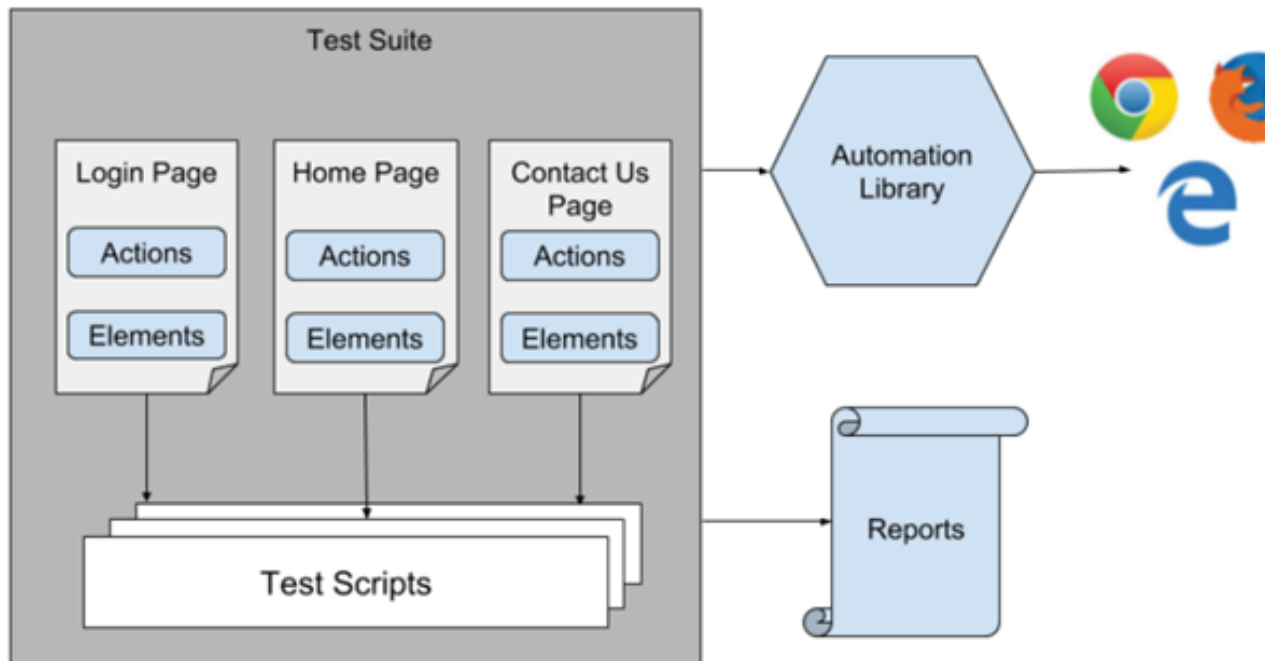 Test Suite
Login Page
Actions
Elements
Home Page
Actions
Elements
Contact Us
Page
Actions
Elements
Test Scripts
Automation
Library
Reports